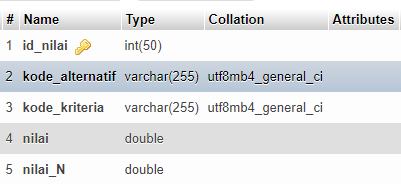 # Name Type Collation Attributes
1 id_nilai int(50)
2 kode_alternatif varchar(255) utf8mb4_general_ci
3 kode_kriteria varchar(255) utf8mb4_general_ci
4 nilai double
5 nilai_N double